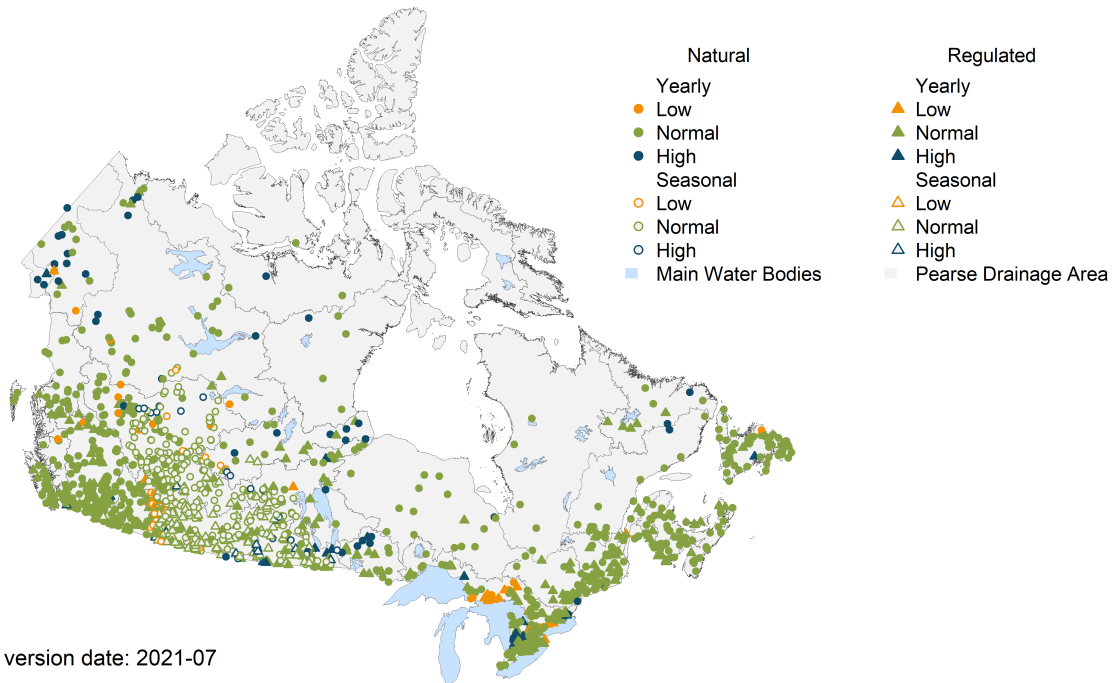 Natural
Yearly
Low
Normal
High
Seasonal
Low
Normal
High
Main Water Bodies
Regulated
Yearly
Low
Normal
High
Seasonal
Low
Normal
High
Pearse Drainage Area
version date: 2021-07